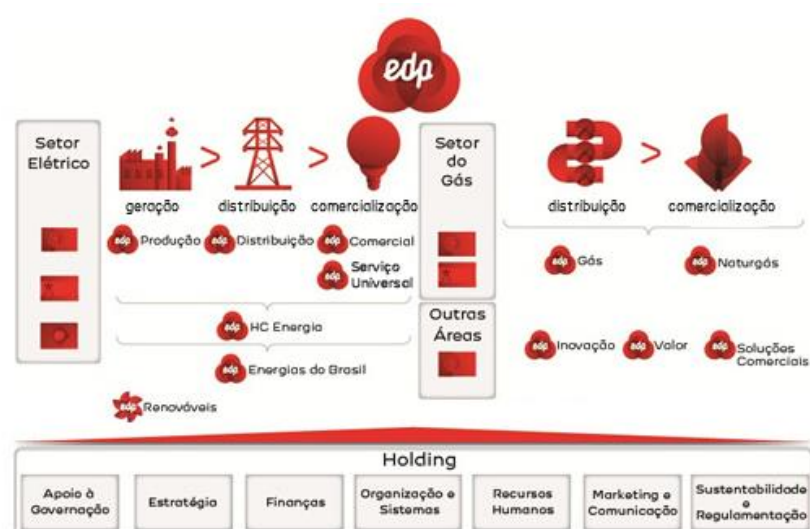 edp
Setor
Elétrico
geração
>
distribuição
>
comercialização
edp Produção
edp Distribuição
edp Comercial
edp Serviço
Universal
edp HC Energia
edp Energias do Brasil
edp Renováveis
Setor
do
Gás
distribuição
>
comercialização
edp Gás
edp Naturgás
Outras
Áreas
edp Inovação
edp Valor
edp Soluções
Comerciais
Holding
Apoio à
Governação
Estratégia
Finanças
Organização e
Sistemas
Recursos
Humanos
Marketing e
Comunicação
Sustentabilidade
e
Regulamentação